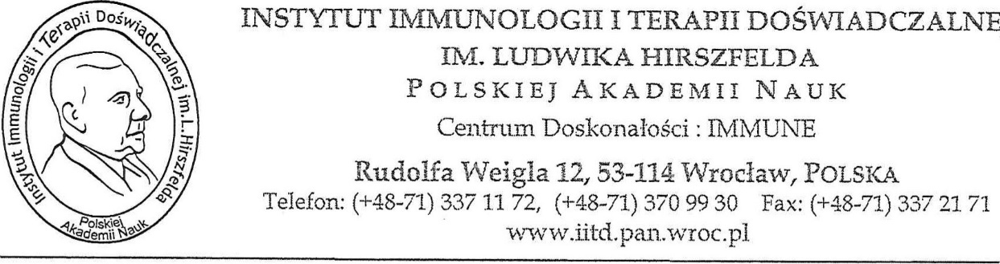 Instytut Immunologii i Terapii Doświadczalnej im.L.Hirszfelda
Polskiej
Akademii Nauk
INSTYTUT IMMUNOLOGII I TERAPII DOŚWIADCZALNE
IM. LUDWIKA HIRSZFELDA
POLSKIEJ AKADEMII NAUK
Centrum Doskonałości : IMMUNE
Rudolfa Weigla 12, 53-114 Wrocław, POLSKA
Telefon: (+48-71) 337 11 72, (+48-71) 370 99 30 Fax: (+48-71) 337 21 71
www.iitd.pan.wroc.pl